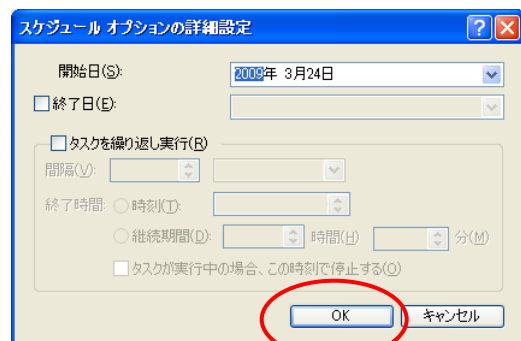 スケジュール オプションの詳細設定
開始日(S): 2009年 3月24日
終了日(E):
タスクを繰り返し実行(R)
間隔(V):
終了時間: 時刻(T):
継続期間(D): 時間(H) 分(M)
タスクが実行中の場合、この時刻で停止する(O)
OK キャンセル